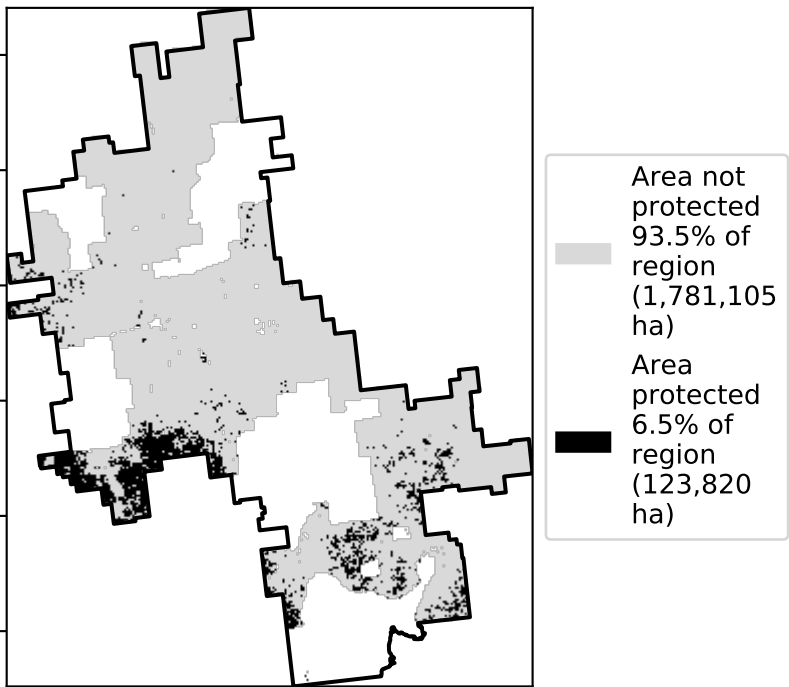 Area not
protected
93.5% of
region
(1,781,105
ha)
Area
protected
6.5% of
region
(123,820
ha)